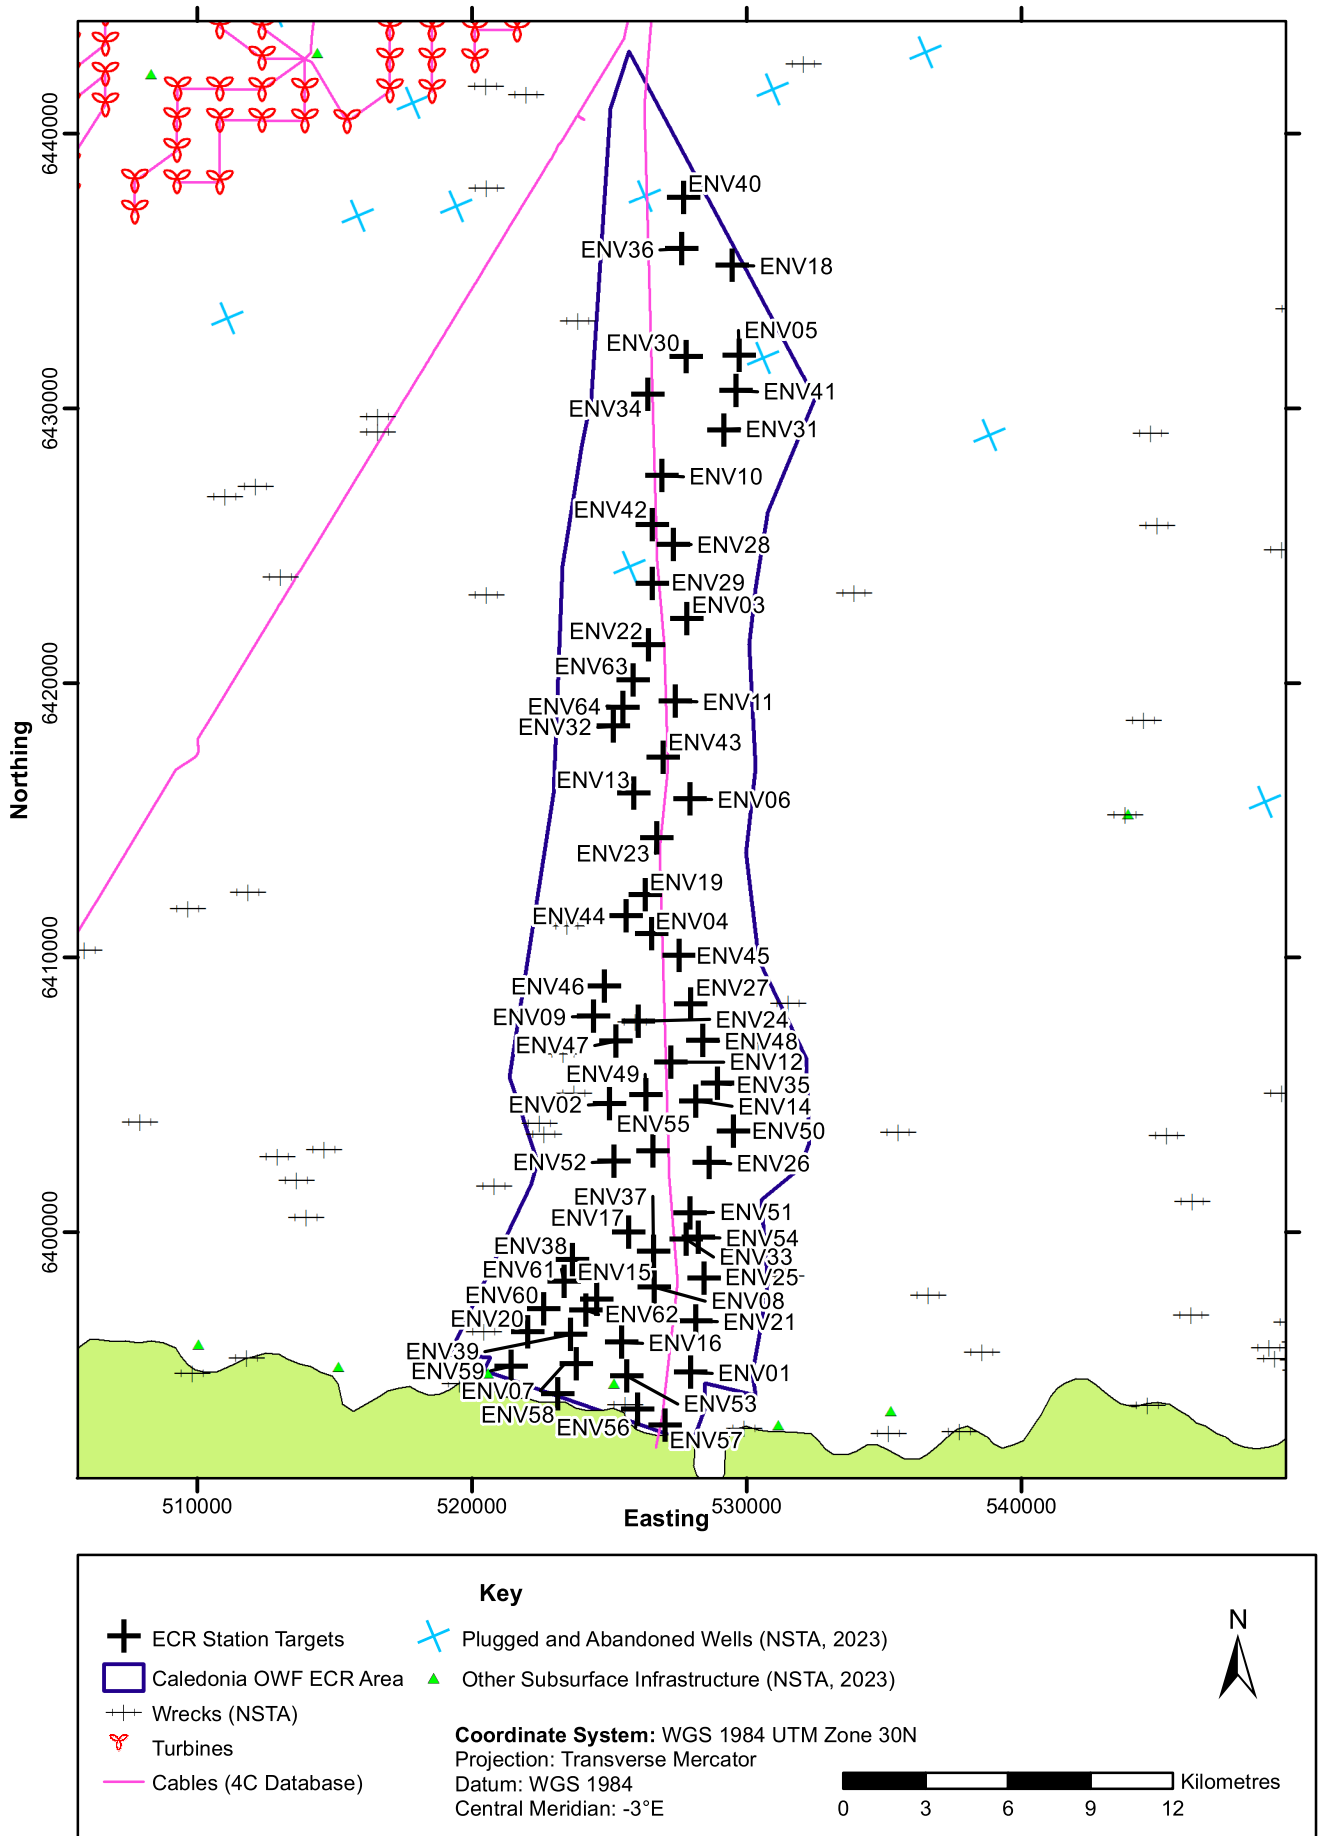 6440000
6430000
6420000
6410000
6400000
Northing
ENV40
ENV36
ENV18
ENV05
ENV30
ENV41
ENV34
ENV31
ENV10
ENV42
ENV28
ENV29
ENV03
ENV22
ENV63
ENV64
ENV11
ENV32
ENV43
ENV13
ENV06
ENV23
ENV19
ENV44
ENV04
ENV45
ENV46
ENV27
ENV09
ENV24
ENV47
ENV48
ENV12
ENV49
ENV35
ENV02
ENV14
ENV55
ENV50
ENV52
ENV26
ENV37
ENV17
ENV51
ENV54
ENV38
ENV33
ENV61
ENV15
ENV25
ENV60
ENV08
ENV62
ENV20
ENV21
ENV16
ENV39
ENV59
ENV01
ENV07
ENV53
ENV58
ENV56
ENV57
510000
520000
530000
540000
Easting
Key
ECR Station Targets
Plugged and Abandoned Wells (NSTA, 2023)
Caledonia OWF ECR Area
Other Subsurface Infrastructure (NSTA, 2023)
Wrecks (NSTA)
Turbines
Cables (4C Database)
Coordinate System: WGS 1984 UTM Zone 30N
Projection: Transverse Mercator
Datum: WGS 1984
Central Meridian: -3°E
N
Kilometres
0 3 6 9 12